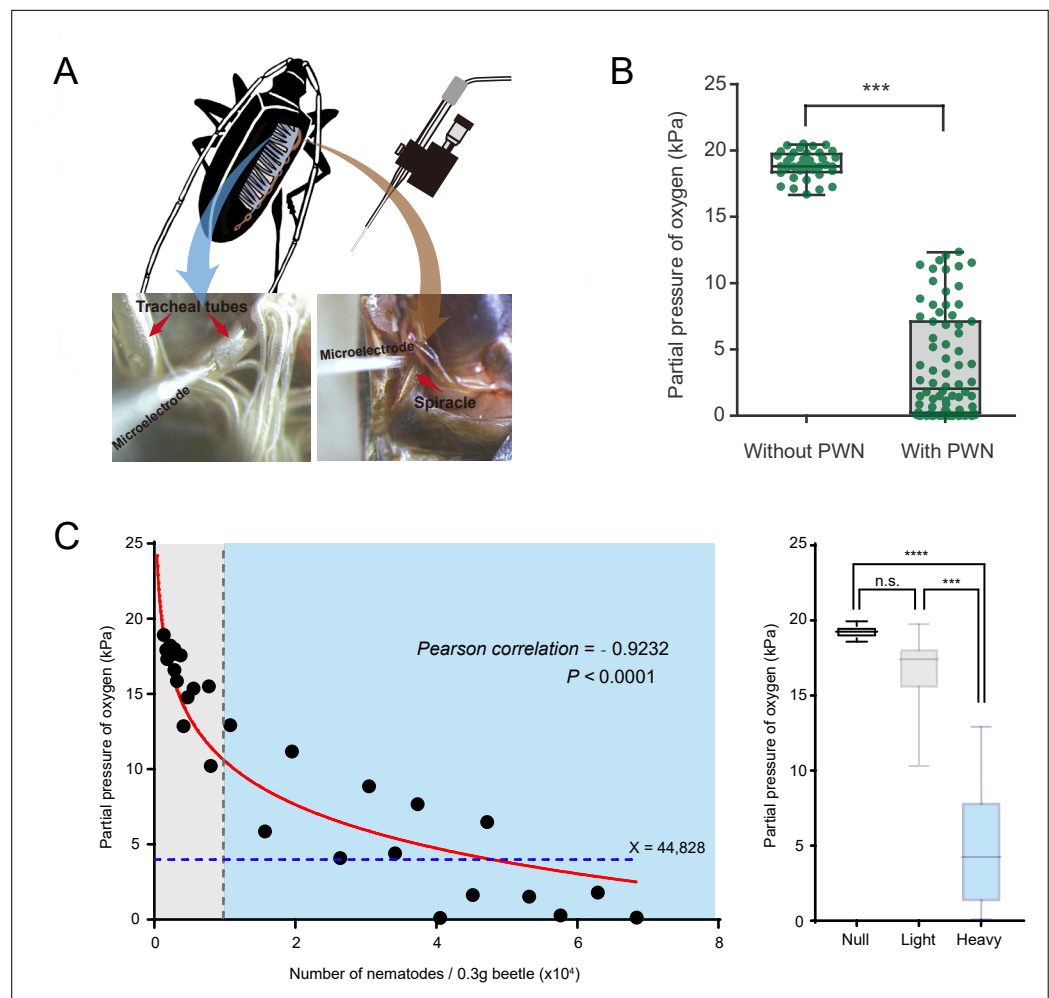 A
Tracheal tubes
Microelectrode
Microelectrode
Spiracle
B
Partial pressure of oxygen (kPa)
25
20
15
10
5
0
***
Without PWN
With PWN
C
Partial pressure of oxygen (kPa)
25
20
15
10
5
0
Pearson correlation = - 0.9232
P < 0.0001
X = 44,828
0
2
4
6
8
Number of nematodes / 0.3g beetle (x10⁴)
Partial pressure of oxygen (kPa)
25
20
15
10
5
0
****
n.s.
***
Null
Light
Heavy